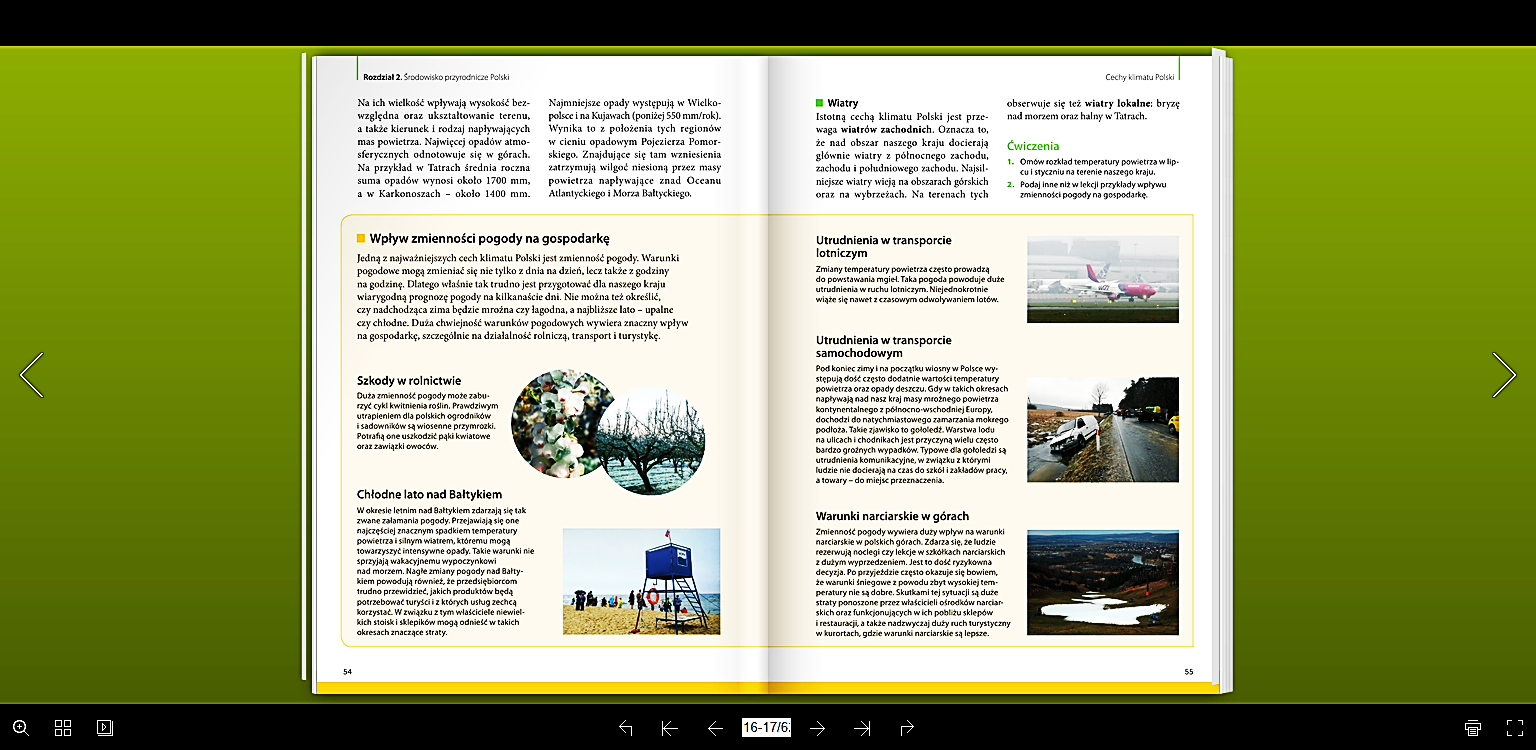 Rozdział 2. Środowisko przyrodnicze Polski
Na ich wielkość wpływają wysokość bez-
względna oraz ukształtowanie terenu,
a także kierunek i rodzaj napływających
mas powietrza. Najwięcej opadów atmo-
sferycznych odnotowuje się w górach.
Na przykład w Tatrach średnia roczna
suma opadów wynosi około 1700 mm,
a w Karkonoszach – około 1400 mm.
Najmniejsze opady występują w Wielko-
polsce i na Kujawach (poniżej 550 mm/rok).
Wynika to z położenia tych regionów
w cieniu opadowym Pojezierza Pomor-
skiego. Znajdujące się tam wzniesienia
zatrzymują wilgoć niesioną przez masy
powietrza napływające znad Oceanu
Atlantyckiego i Morza Bałtyckiego.
Wpływ zmienności pogody na gospodarkę
Jedną z najważniejszych cech klimatu Polski jest zmienność pogody. Warunki
pogodowe mogą zmieniać się nie tylko z dnia na dzień, lecz także z godziny
na godzinę. Dlatego właśnie tak trudno jest przygotować dla naszego kraju
wiarygodną prognozę pogody na kilkanaście dni. Nie można też określić,
czy nadchodząca zima będzie mroźna czy łagodna, a najbliższe lato – upalne
czy chłodne. Duża chwiejność warunków pogodowych wywiera znaczny wpływ
na gospodarkę, szczególnie na działalność rolniczą, transport i turystykę.
Szkody w rolnictwie
Duża zmienność pogody może zabu-
rzyć cykl kwitnienia roślin. Prawdziwym
utrapieniem dla polskich ogrodników
i sadowników są wiosenne przymrozki.
Potrafią one uszkodzić pąki kwiatowe
oraz zawiązki owoców.
Chłodne lato nad Bałtykiem
W okresie letnim nad Bałtykiem zdarzają się tak
zwane załamania pogody. Przejawiają się one
najczęściej znacznym spadkiem temperatury
powietrza i silnym wiatrem, któremu mogą
towarzyszyć intensywne opady. Takie warunki nie
sprzyjają wakacyjnemu wypoczynkowi
nad morzem. Nagłe zmiany pogody nad Bałty-
kiem powodują również, że przedsiębiorcom
trudno przewidzieć, jakich produktów będą
potrzebować turyści i z których usług zechcą
korzystać. W związku z tym właściciele niewiel-
kich stoisk i sklepików mogą odnieść w takich
okresach znaczące straty.
54
Cechy klimatu Polski
Wiatry
Istotną cechą klimatu Polski jest prze-
waga wiatrów zachodnich. Oznacza to,
że nad obszar naszego kraju docierają
głównie wiatry z północnego zachodu,
zachodu i południowego zachodu. Najsil-
niejsze wiatry wieją na obszarach górskich
oraz na wybrzeżach. Na terenach tych
obserwuje się też wiatry lokalne: bryzę
nad morzem oraz halny w Tatrach.
Ćwiczenia
1. Omów rozkład temperatury powietrza w lip-
cu i styczniu na terenie naszego kraju.
2. Podaj inne niż w lekcji przykłady wpływu
zmienności pogody na gospodarkę.
Utrudnienia w transporcie
lotniczym
Zmiany temperatury powietrza często prowadzą
do powstawania mgieł. Taka pogoda powoduje duże
utrudnienia w ruchu lotniczym. Niejednokrotnie
wiąże się nawet z czasowym odwoływaniem lotów.
Utrudnienia w transporcie
samochodowym
Pod koniec zimy i na początku wiosny w Polsce wy-
stępują dość często dodatnie wartości temperatury
powietrza oraz opady deszczu. Gdy w takich okresach
napływają nad nasz kraj masy mroźnego powietrza
kontynentalnego z północno-wschodniej Europy,
dochodzi do natychmiastowego zamarzania mokrego
podłoża. Takie zjawisko to gołoledź. Warstwa lodu
na ulicach i chodnikach jest przyczyną wielu często
bardzo groźnych wypadków. Typowe dla gołoledzi są
utrudnienia komunikacyjne, w związku z którymi
ludzie nie docierają na czas do szkół i zakładów pracy,
a towary – do miejsc przeznaczenia.
Warunki narciarskie w górach
Zmienność pogody wywiera duży wpływ na warunki
narciarskie w polskich górach. Zdarza się, że ludzie
rezerwują noclegi czy lekcje w szkółkach narciarskich
z dużym wyprzedzeniem. Jest to dość ryzykowna
decyzja. Po przyjeździe często okazuje się bowiem,
że warunki śniegowe z powodu zbyt wysokiej tem-
peratury nie są dobre. Skutkami tej sytuacji są duże
straty ponoszone przez właścicieli ośrodków narciar-
skich oraz funkcjonujących w ich pobliżu sklepów
i restauracji, a także nadzwyczaj duży ruch turystyczny
w kurortach, gdzie warunki narciarskie są lepsze.
55
16-17/6